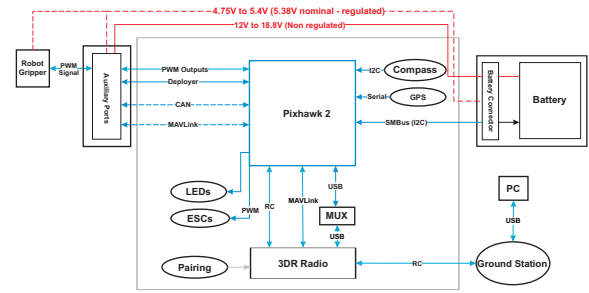 4.75V to 5.4V (5.38V nominal - regulated)
12V to 18.8V (Non regulated)
Robot
Gripper
PWM
Signal
Auxiliary Ports
PWM Outputs
Deployer
CAN
MAVLink
Pixhawk 2
I2C
Compass
Serial
GPS
SMBus (I2C)
Battery Connector
Battery
LEDs
ESCs
PWM
RC
MAVLink
USB
MUX
USB
PC
USB
Pairing
3DR Radio
RC
Ground Station